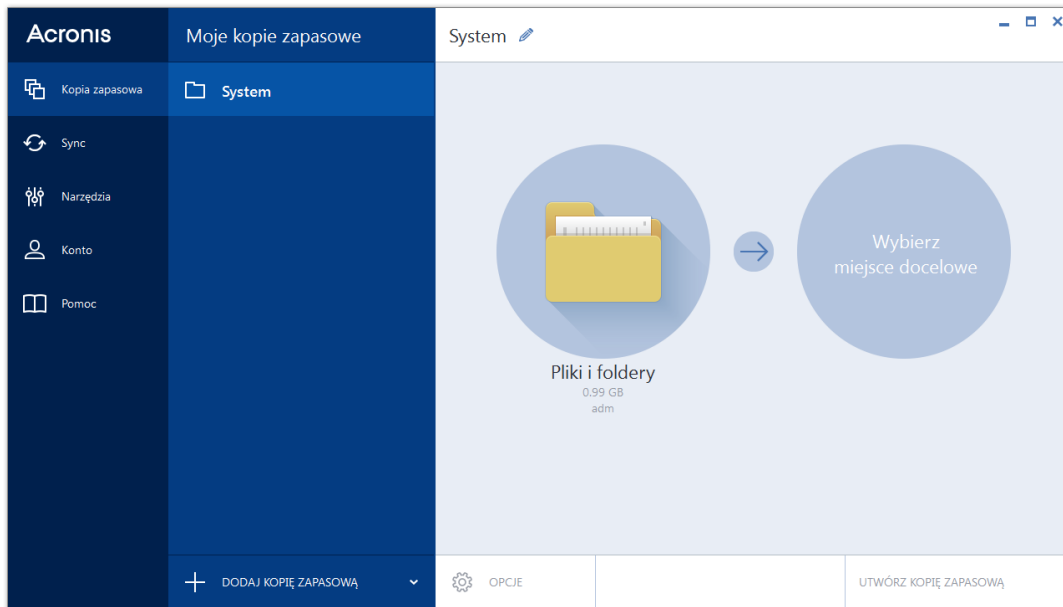 Acronis
Kopia zapasowa
Sync
Narzędzia
Konto
Pomoc
Moje kopie zapasowe
System
DODAJ KOPIĘ ZAPASOWĄ
System
Pliki i foldery
0.99 GB
adm
Wybierz
miejsce docelowe
OPCJE
UTWÓRZ KOPIĘ ZAPASOWĄ